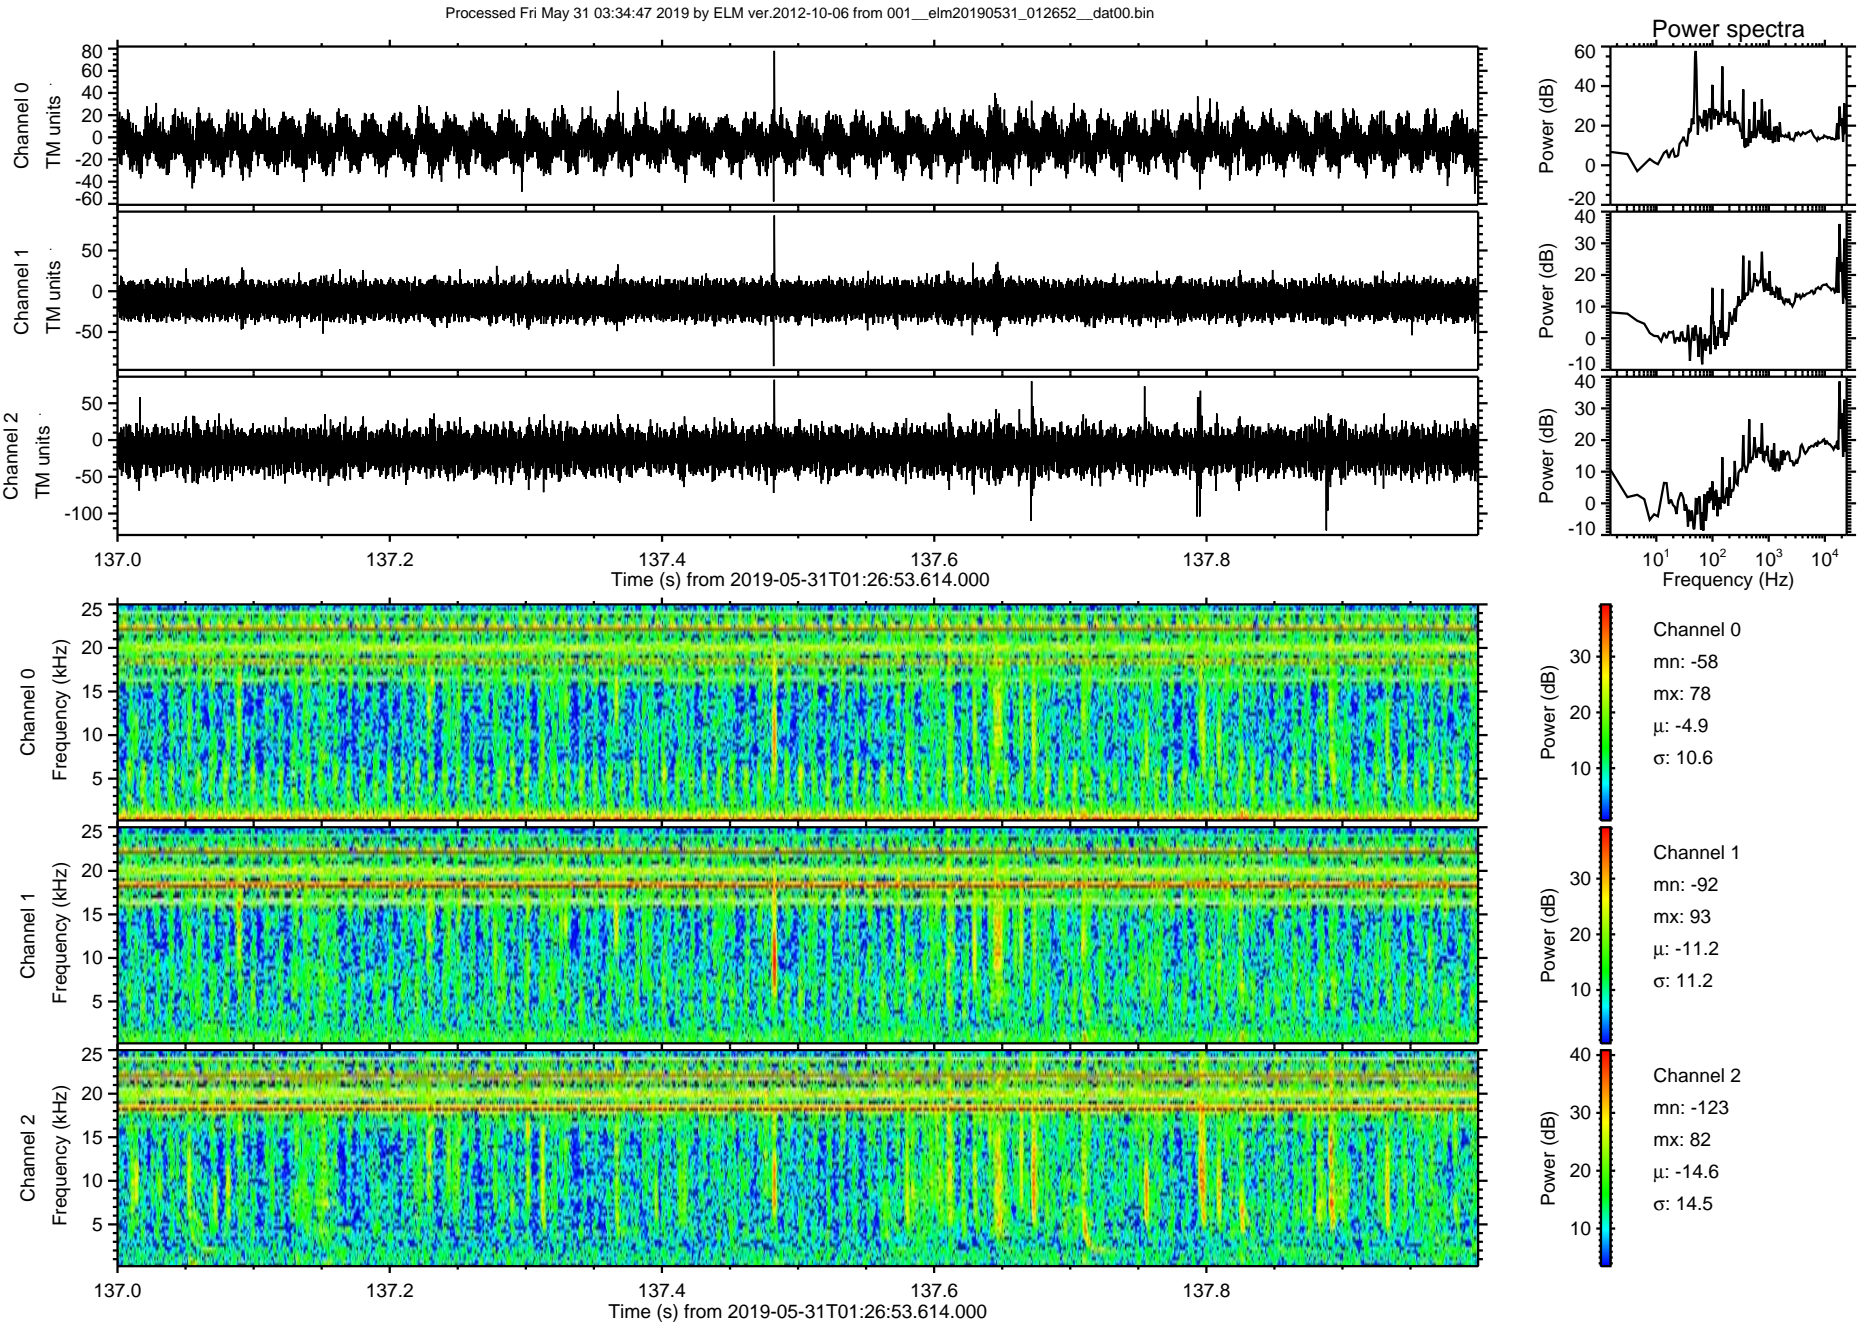 Processed Fri May 31 03:34:47 2019 by ELM ver.2012-10-06 from 001__elm20190531_012652__dat00.bin
Power spectra
Channel 0
TM units
80
60
40
20
0
-20
-40
-60
Power (dB)
60
40
20
0
-20
Channel 1
TM units
50
0
-50
Power (dB)
40
30
20
10
0
-10
Channel 2
TM units
50
0
-50
-100
Power (dB)
40
30
20
10
0
-10
137.0 137.2 137.4 137.6 137.8
Time (s) from 2019-05-31T01:26:53.614.000
10¹ 10² 10³ 10⁴
Frequency (Hz)
Channel 0
Frequency (kHz)
25
20
15
10
5
Power (dB)
30
20
10
Channel 0
mn: -58
mx: 78
μ: -4.9
σ: 10.6
Channel 1
Frequency (kHz)
25
20
15
10
5
Power (dB)
30
20
10
Channel 1
mn: -92
mx: 93
μ: -11.2
σ: 11.2
Channel 2
Frequency (kHz)
25
20
15
10
5
Power (dB)
40
30
20
10
Channel 2
mn: -123
mx: 82
μ: -14.6
σ: 14.5
137.0 137.2 137.4 137.6 137.8
Time (s) from 2019-05-31T01:26:53.614.000